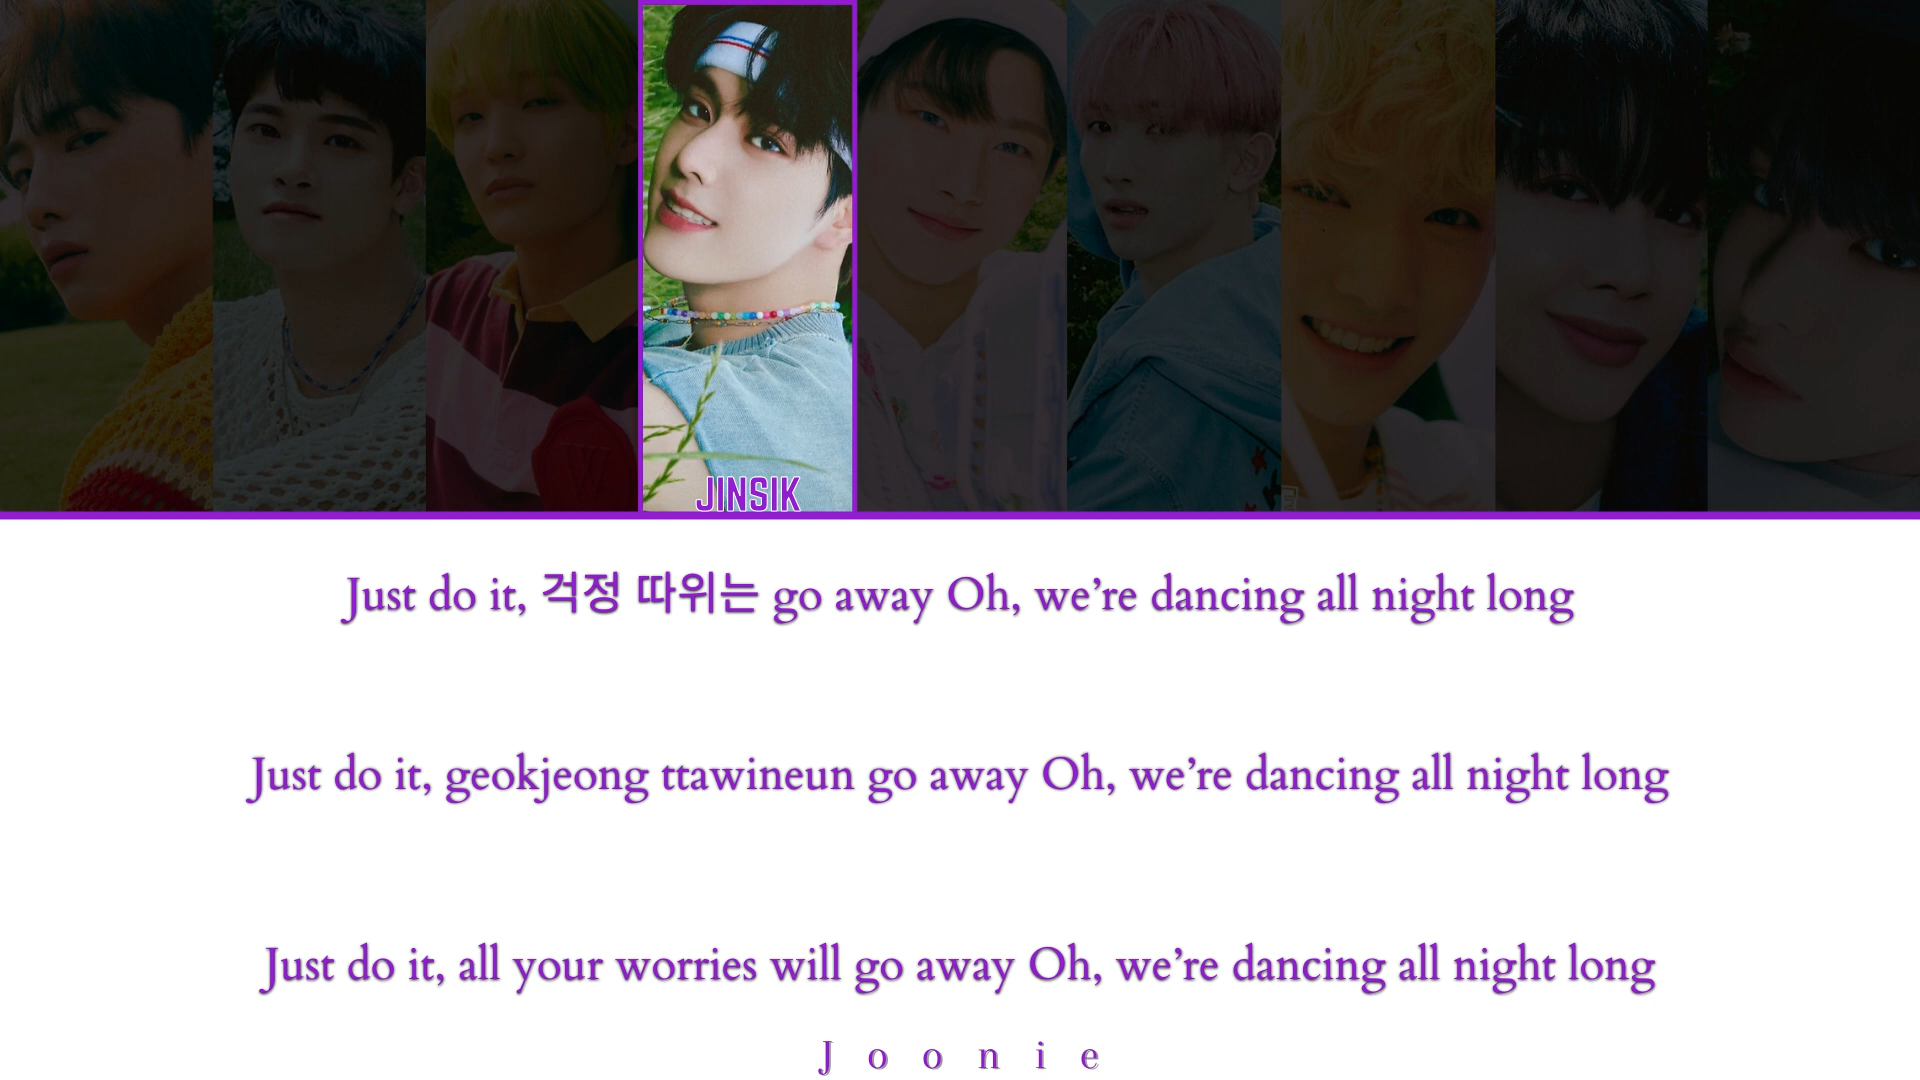 JINSIK
Just do it, 걱정 따위는 go away Oh, we’re dancing all night long
Just do it, geokjeong ttawineun go away Oh, we’re dancing all night long
Just do it, all your worries will go away Oh, we’re dancing all night long
Joonie